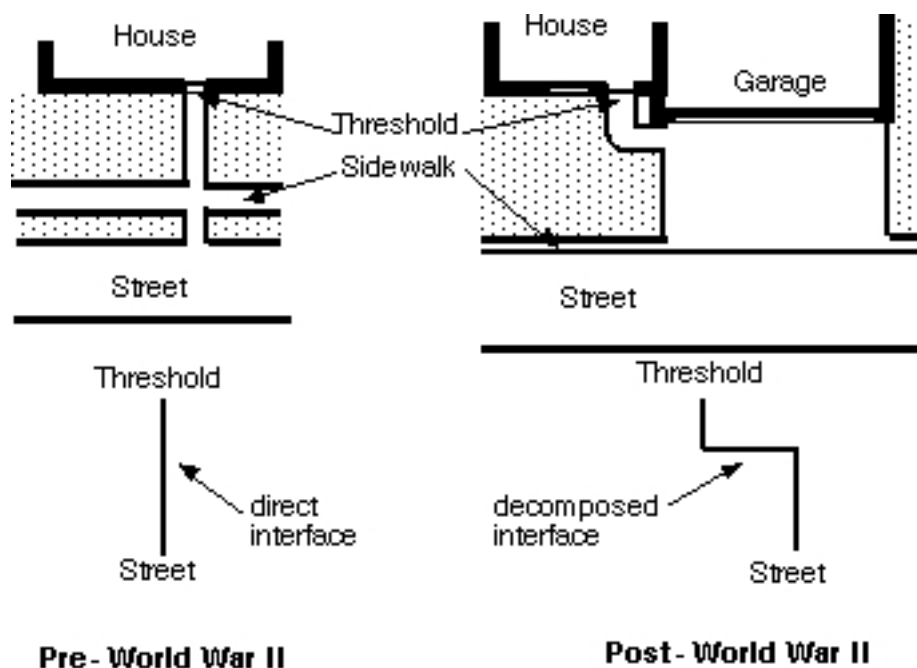 House
House
Garage
Threshold
Sidewalk
Street
Street
Threshold
Threshold
direct
interface
decomposed
interface
Street
Street
Pre-World War II
Post-World War II